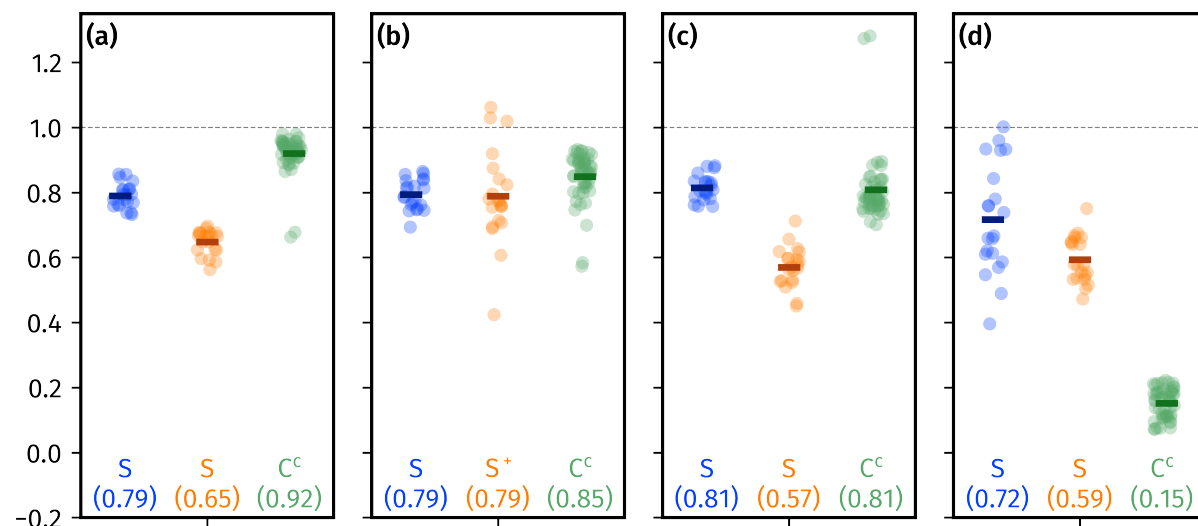 (a) (b) (c) (d)
1.2
1.0
0.8
0.6
0.4
0.2
0.0
−0.2
S S Cᶜ
(0.79) (0.65) (0.92)
S S⁺ Cᶜ
(0.79) (0.79) (0.85)
S S Cᶜ
(0.81) (0.57) (0.81)
S S Cᶜ
(0.72) (0.59) (0.15)